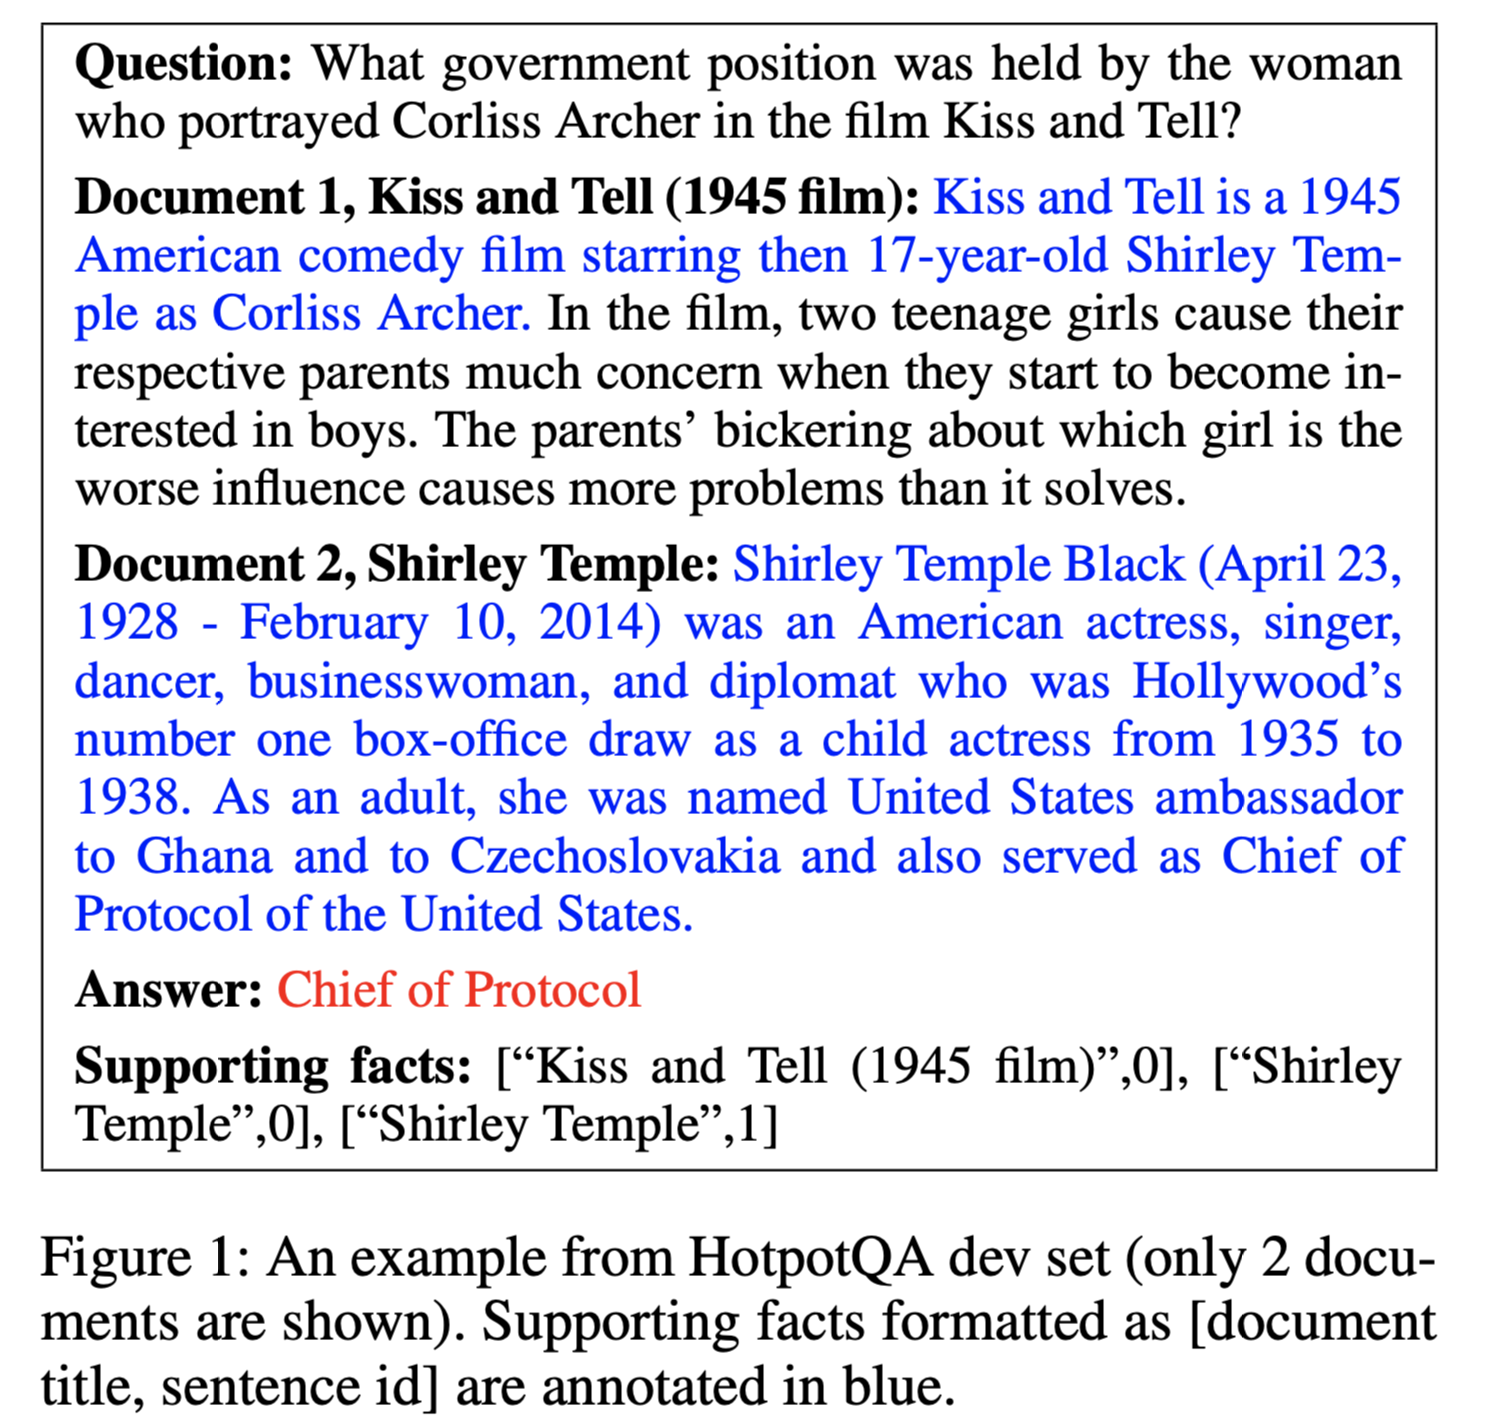 Question: What government position was held by the woman
who portrayed Corliss Archer in the film Kiss and Tell?
Document 1, Kiss and Tell (1945 film): Kiss and Tell is a 1945
American comedy film starring then 17-year-old Shirley Tem-
ple as Corliss Archer. In the film, two teenage girls cause their
respective parents much concern when they start to become in-
terested in boys. The parents’ bickering about which girl is the
worse influence causes more problems than it solves.
Document 2, Shirley Temple: Shirley Temple Black (April 23,
1928 - February 10, 2014) was an American actress, singer,
dancer, businesswoman, and diplomat who was Hollywood’s
number one box-office draw as a child actress from 1935 to
1938. As an adult, she was named United States ambassador
to Ghana and to Czechoslovakia and also served as Chief of
Protocol of the United States.
Answer: Chief of Protocol
Supporting facts: [“Kiss and Tell (1945 film)”,0], [“Shirley
Temple”,0], [“Shirley Temple”,1]
Figure 1: An example from HotpotQA dev set (only 2 docu-
ments are shown). Supporting facts formatted as [document
title, sentence id] are annotated in blue.